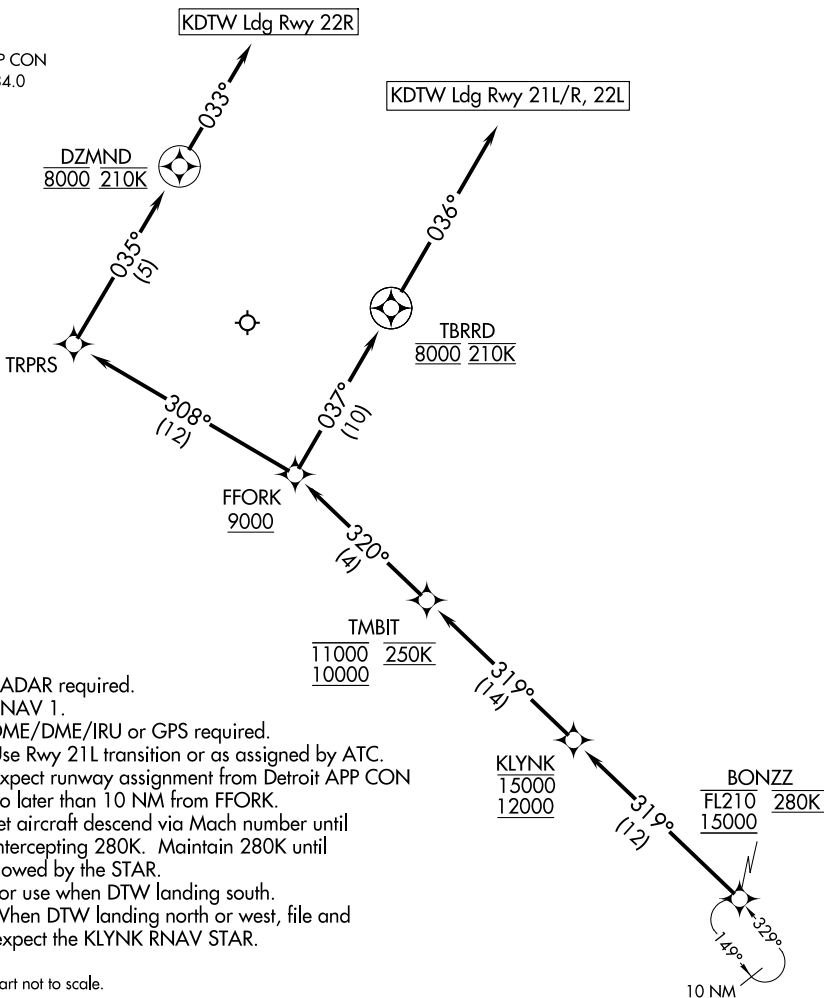 KDTW Ldg Rwy 22R
P CON
34.0
KDTW Ldg Rwy 21L/R, 22L
033°
DZMND
8000 210K
035°
(5)
036°
TBRRD
8000 210K
TRPRS
037°
(10)
308°
(12)
FFORK
9000
320°
(4)
TMBIT
11000 250K
10000
319°
(14)
KLYNK
15000
12000
BONZZ
FL210 280K
15000
319°
(12)
149°
329°
10 NM
ADAR required.
NAV 1.
OME/DME/IRU or GPS required.
Use Rwy 21L transition or as assigned by ATC.
xpect runway assignment from Detroit APP CON
o later than 10 NM from FFORK.
et aircraft descend via Mach number until
ntercepting 280K. Maintain 280K until
lowed by the STAR.
or use when DTW landing south.
When DTW landing north or west, file and
expect the KLYNK RNAV STAR.
art not to scale.